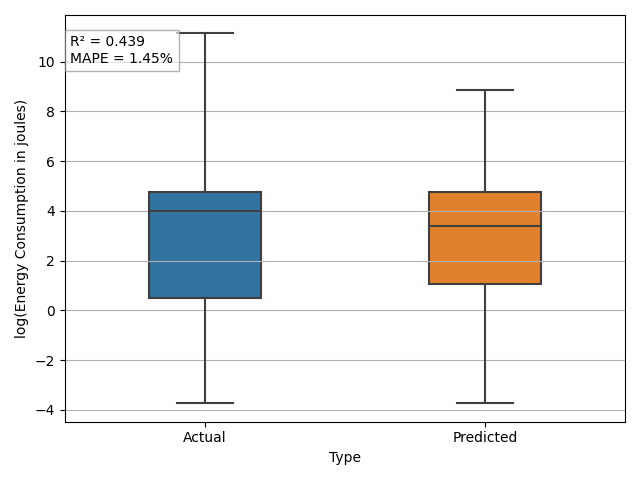 R² = 0.439
MAPE = 1.45%
log(Energy Consumption in joules)
10
8
6
4
2
0
−2
−4
Actual
Predicted
Type